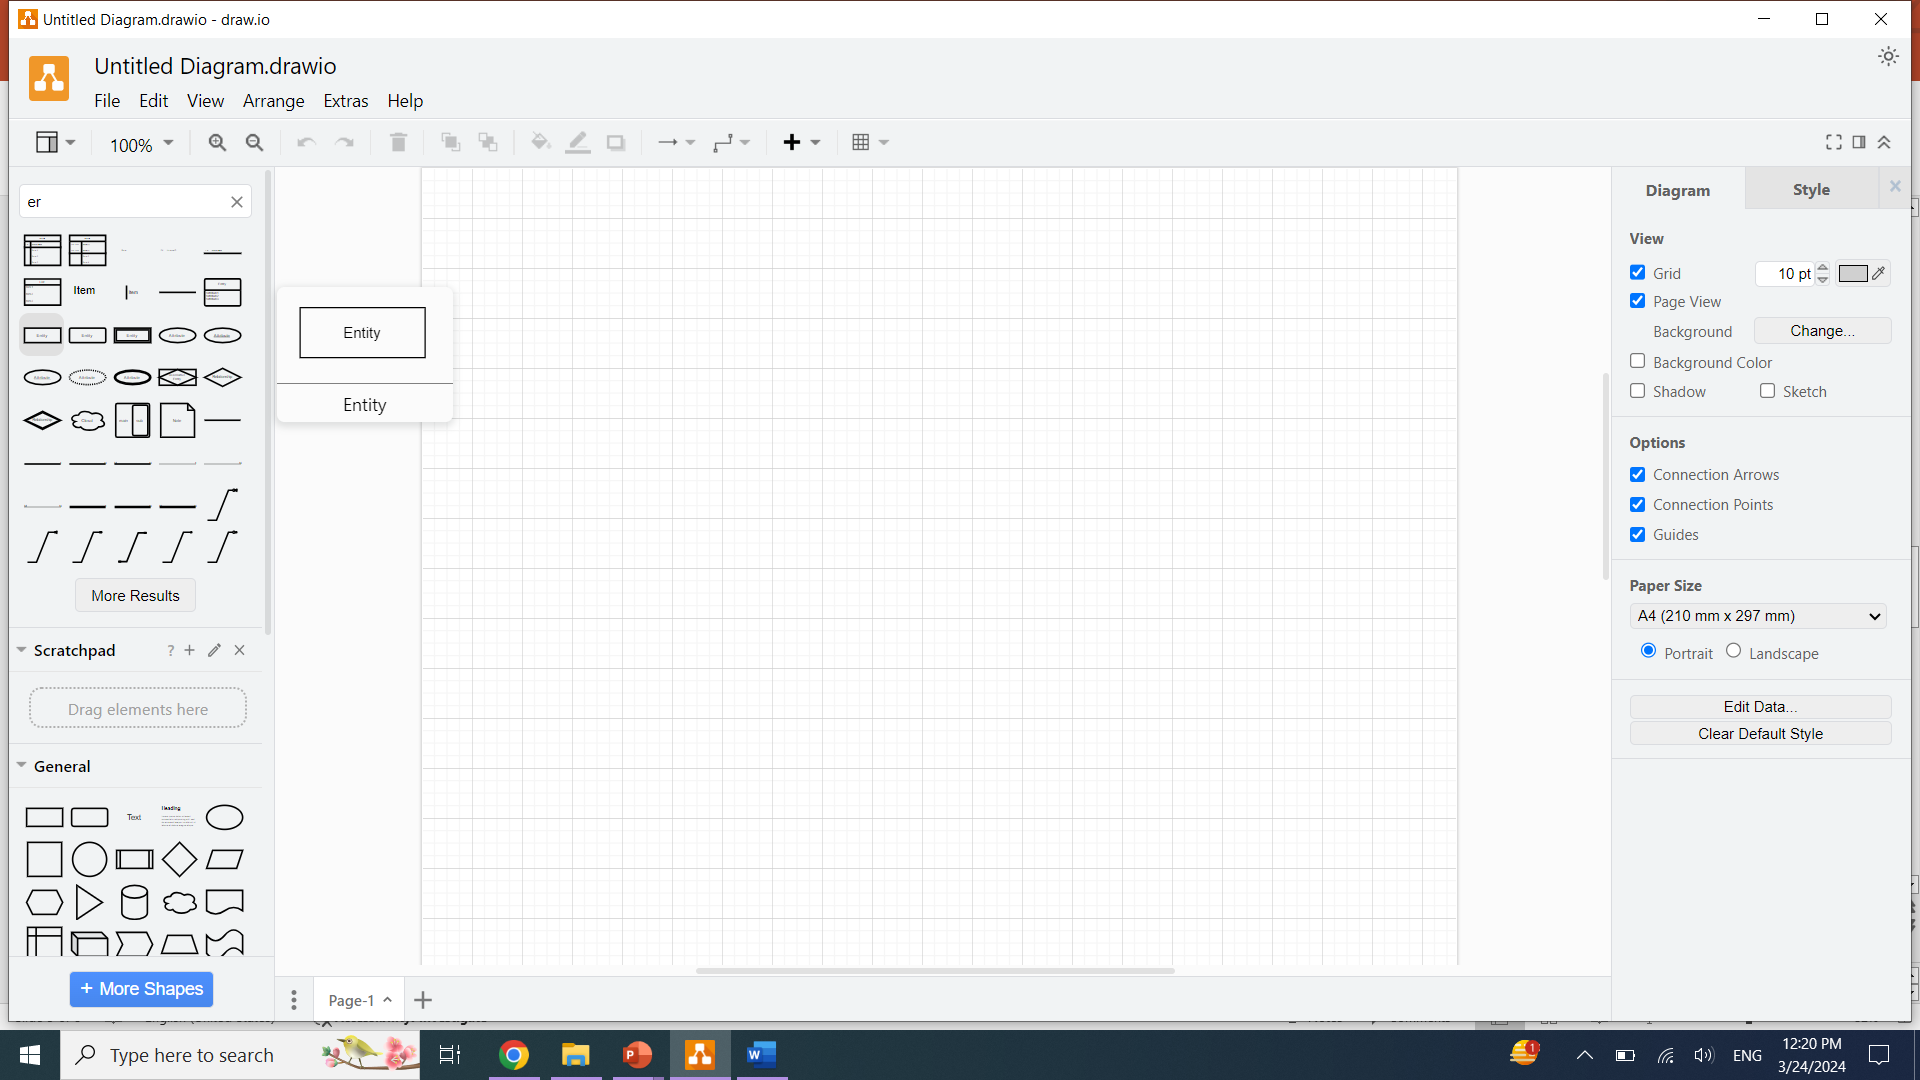 Untitled Diagram.drawio - draw.io
Untitled Diagram.drawio
File Edit View Arrange Extras Help
100%
er
Item
Entity
Entity
More Results
Scratchpad ?
Drag elements here
General
Text
Heading
+ More Shapes
Page-1
Diagram
Style
View
Grid
10 pt
Page View
Background
Change...
Background Color
Shadow
Sketch
Options
Connection Arrows
Connection Points
Guides
Paper Size
A4 (210 mm x 297 mm)
Portrait
Landscape
Edit Data...
Clear Default Style
Type here to search
1
ENG
12:20 PM
3/24/2024